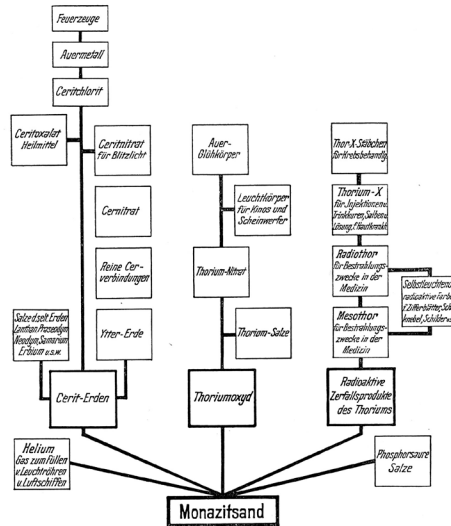 Feuerzeuge
Auermetall
Ceritchlorit
Ceritoxalat
Heilmittel
Ceritnitrat
für Blitzlicht
Cernitrat
Reine Cer-
verbindungen
Salze d.selt. Erden
Lanthan Praseodym
Neodym, Samarium
Erbium u.s.w.
Ytter-Erde
Cerit-Erden
Helium
Gas zum Füllen
v. Leuchtröhren
u. Luftschiffen
Auer-
Glühkörper
Leuchtkörper
für Kinos und
Scheinwerfer
Thorium-Nitrat
Thorium-Salze
Thoriumoxyd
Thor-X-Stäbchen
für Krebsbehandlg.
Thorium-X
für Injektionen u.
Trinkkuren, Salben u.
Lösung. f. Hautkrankh.
Radiothor
für Bestrahlungs-
zwecke in der
Medizin
Selbstleuchtende
radioaktive Farbe
f. Zifferblätter,
Mesothor
für Bestrahlungs-
zwecke in der
Medizin
Radioaktive
Zerfallsprodukte
des Thoriums
Phosphorsaure
Salze
Monazitsand